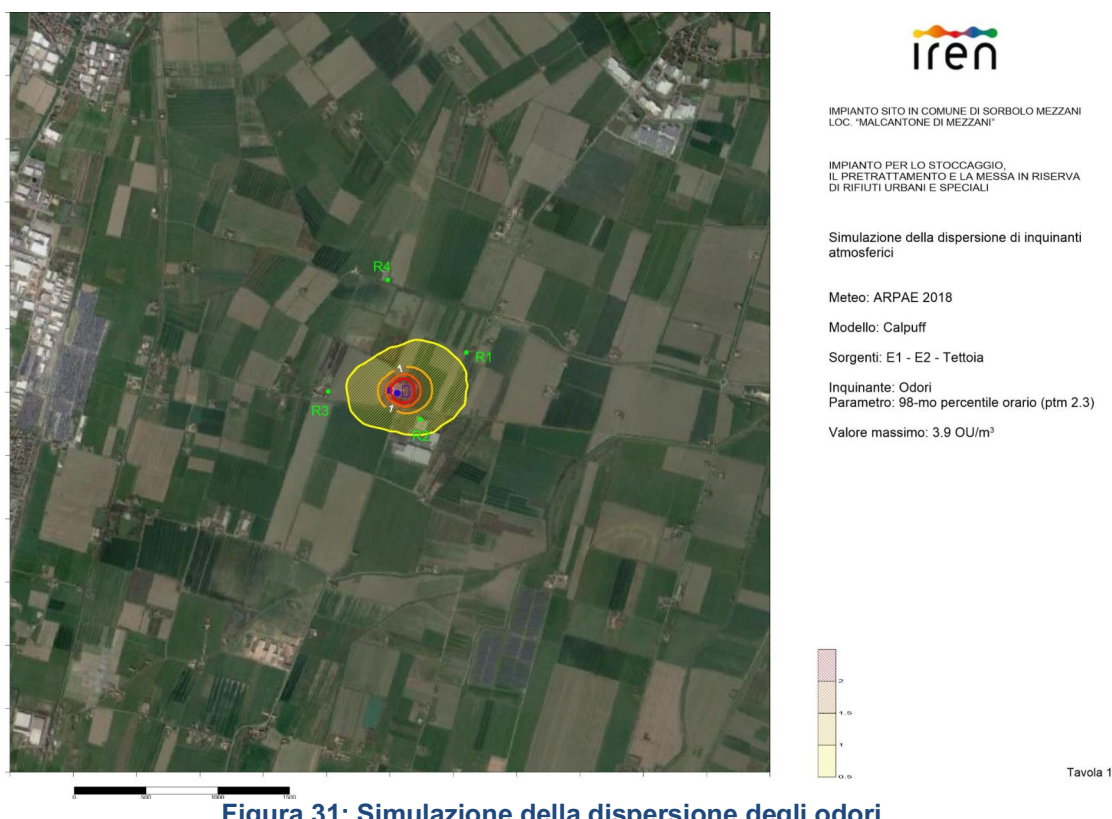 iren
IMPIANTO SITO IN COMUNE DI SORBOLO MEZZANI
LOC. "MALCANTONE DI MEZZANI"
IMPIANTO PER LO STOCCAGGIO,
IL PRETRATTAMENTO E LA MESSA IN RISERVA
DI RIFIUTI URBANI E SPECIALI
Simulazione della dispersione di inquinanti
atmosferici
Meteo: ARPAE 2018
Modello: Calpuff
Sorgenti: E1 - E2 - Tettoia
Inquinante: Odori
Parametro: 98-mo percentile orario (ptm 2.3)
Valore massimo: 3.9 OU/m³
R4
R1
1
1
R3
R2
2
1.5
1
0.5
Tavola 1
0 500 1000 1500
Figura 31: Simulazione della dispersione degli odori